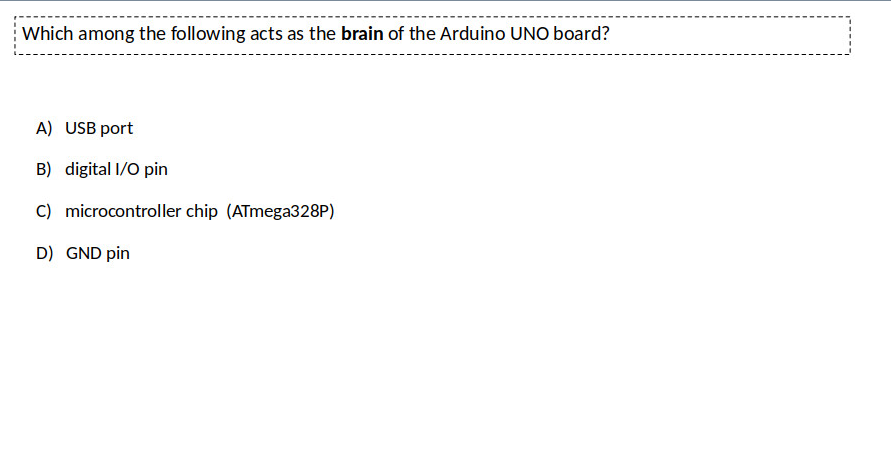 Which among the following acts as the brain of the Arduino UNO board?
A) USB port
B) digital I/O pin
C) microcontroller chip (ATmega328P)
D) GND pin